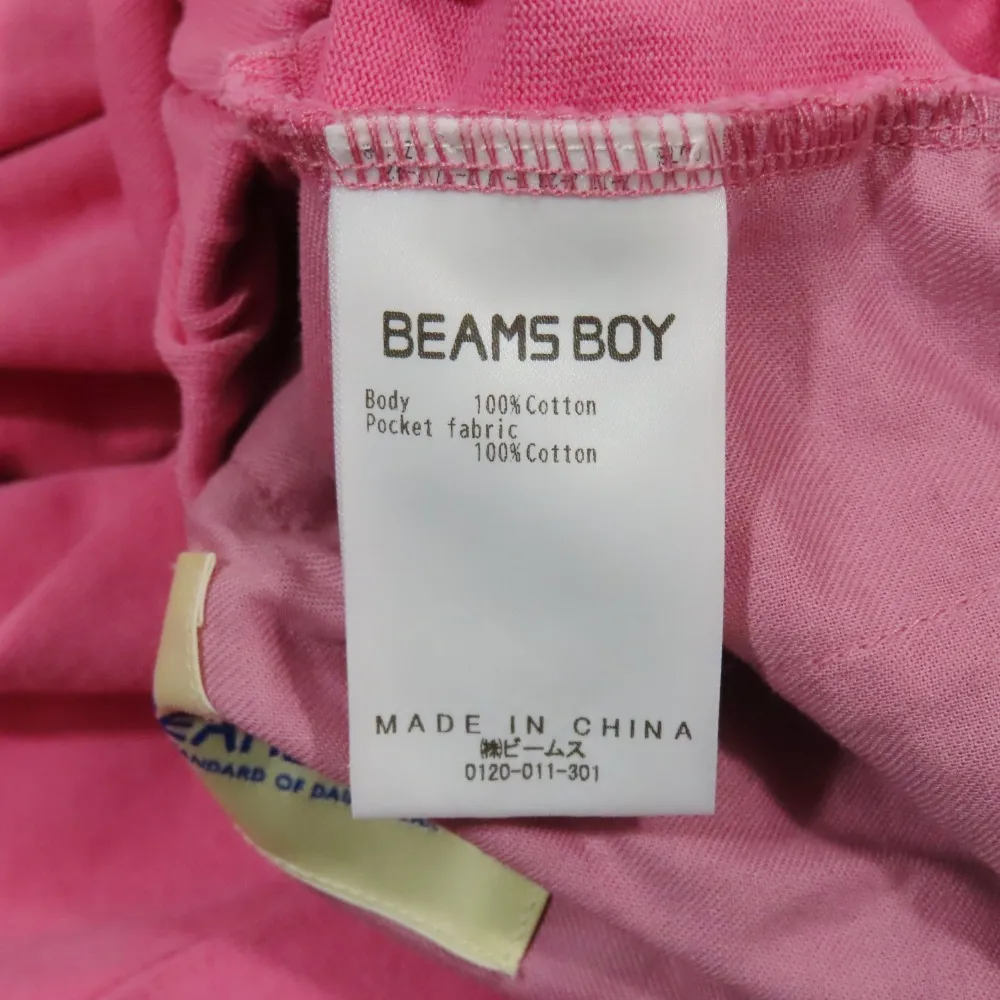 BEAMS BOY
Body 100%Cotton
Pocket fabric
100%Cotton
MADE IN CHINA
㈱ビームス
0120-011-301
OF